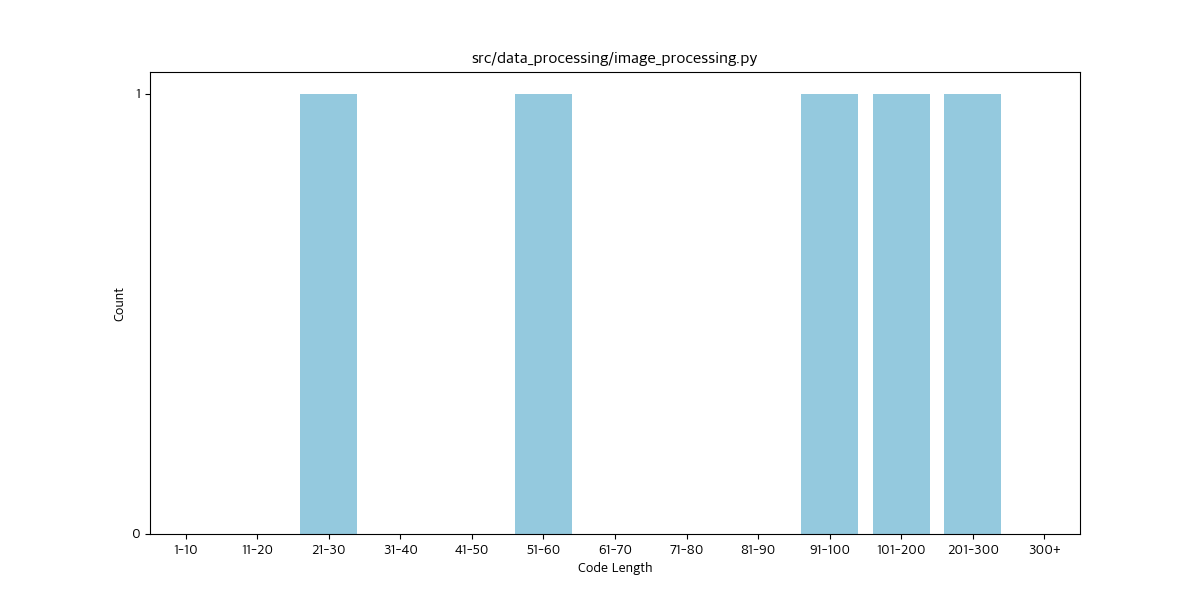 src/data_processing/image_processing.py
1
Count
0
1-10 11-20 21-30 31-40 41-50 51-60 61-70 71-80 81-90 91-100 101-200 201-300 300+
Code Length